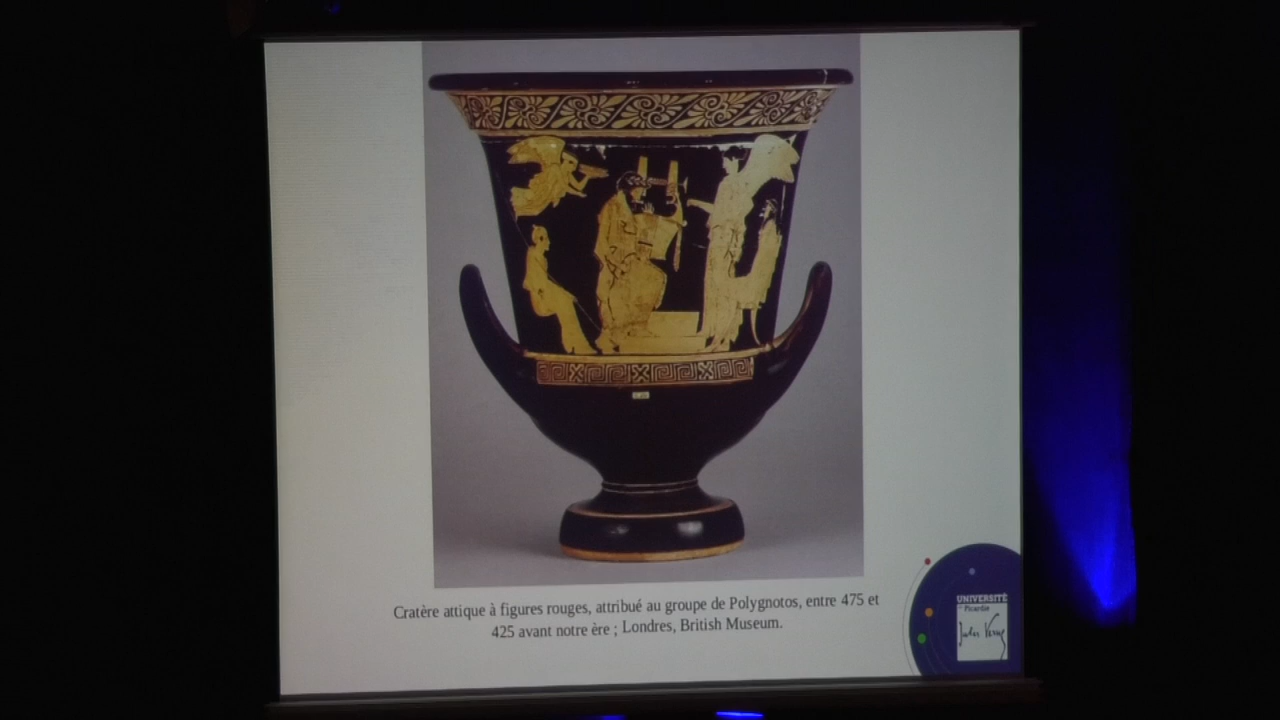 Cratère attique à figures rouges, attribué au groupe de Polygnotos, entre 475 et
425 avant notre ère ; Londres, British Museum.
UNIVERSITÉ
de Picardie
Jules Verne